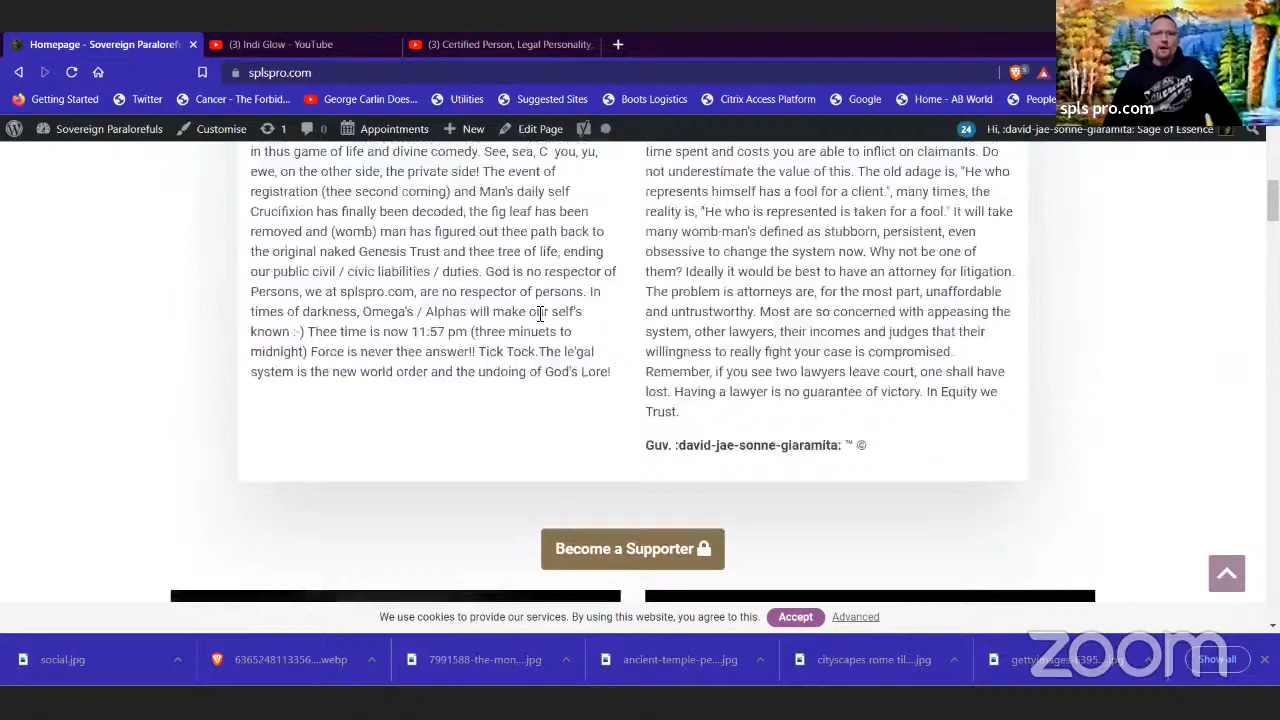 Homepage - Sovereign Paralorefu
(3) Indi Glow - YouTube
(3) Certified Person, Legal Personality,
splspro.com
5
Getting Started
Twitter
Cancer - The Forbid...
George Carlin Does...
Utilities
Suggested Sites
Boots Logistics
Citrix Access Platform
Google
Home - AB World
People
spls pro.com
Sovereign Paralorefuls
Customise
1
0
Appointments
New
Edit Page
24
Hi, :david-jae-sonne-giaramita: Sage of Essence
in thus game of life and divine comedy. See, sea, C you, yu,
ewe, on the other side, the private side! The event of
registration (thee second coming) and Man's daily self
Crucifixion has finally been decoded, the fig leaf has been
removed and (womb) man has figured out thee path back to
the original naked Genesis Trust and thee tree of life, ending
our public civil / civic liabilities / duties. God is no respector of
Persons, we at splspro.com, are no respector of persons. In
times of darkness, Omega's / Alphas will make our self's
known :-) Thee time is now 11:57 pm (three minuets to
midnight) Force is never thee answer!! Tick Tock.The le'gal
system is the new world order and the undoing of God's Lore!
time spent and costs you are able to inflict on claimants. Do
not underestimate the value of this. The old adage is, "He who
represents himself has a fool for a client.", many times, the
reality is, "He who is represented is taken for a fool." It will take
many womb-man's defined as stubborn, persistent, even
obsessive to change the system now. Why not be one of
them? Ideally it would be best to have an attorney for litigation.
The problem is attorneys are, for the most part, unaffordable
and untrustworthy. Most are so concerned with appeasing the
system, other lawyers, their incomes and judges that their
willingness to really fight your case is compromised.
Remember, if you see two lawyers leave court, one shall have
lost. Having a lawyer is no guarantee of victory. In Equity we
Trust.
Guv. :david-jae-sonne-giaramita: ™ ©
Become a Supporter
We use cookies to provide our services. By using this website, you agree to this.
Accept
Advanced
social.jpg
6365248113356....webp
7991588-the-mon....jpg
ancient-temple-pe....jpg
cityscapes rome til....jpg
gettyimages-6395....jpg
Show all
zoom